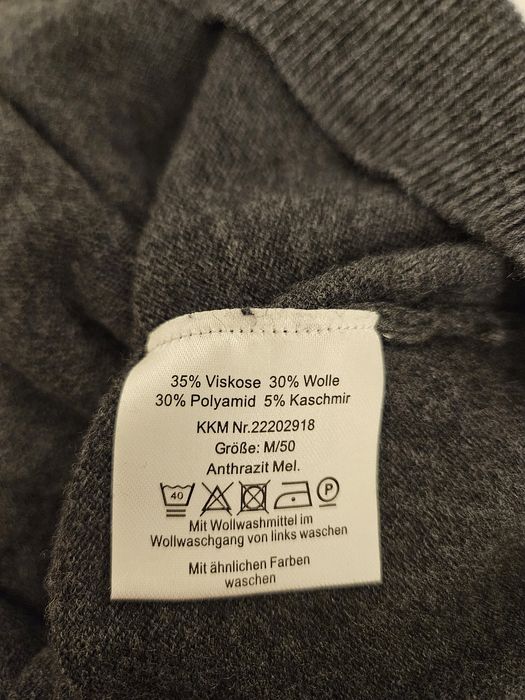 35% Viskose 30% Wolle
30% Polyamid 5% Kaschmir
KKM Nr.22202918
Größe: M/50
Anthrazit Mel.
40 P
Mit Wollwashmittel im
Wollwaschgang von links waschen
Mit ähnlichen Farben
waschen